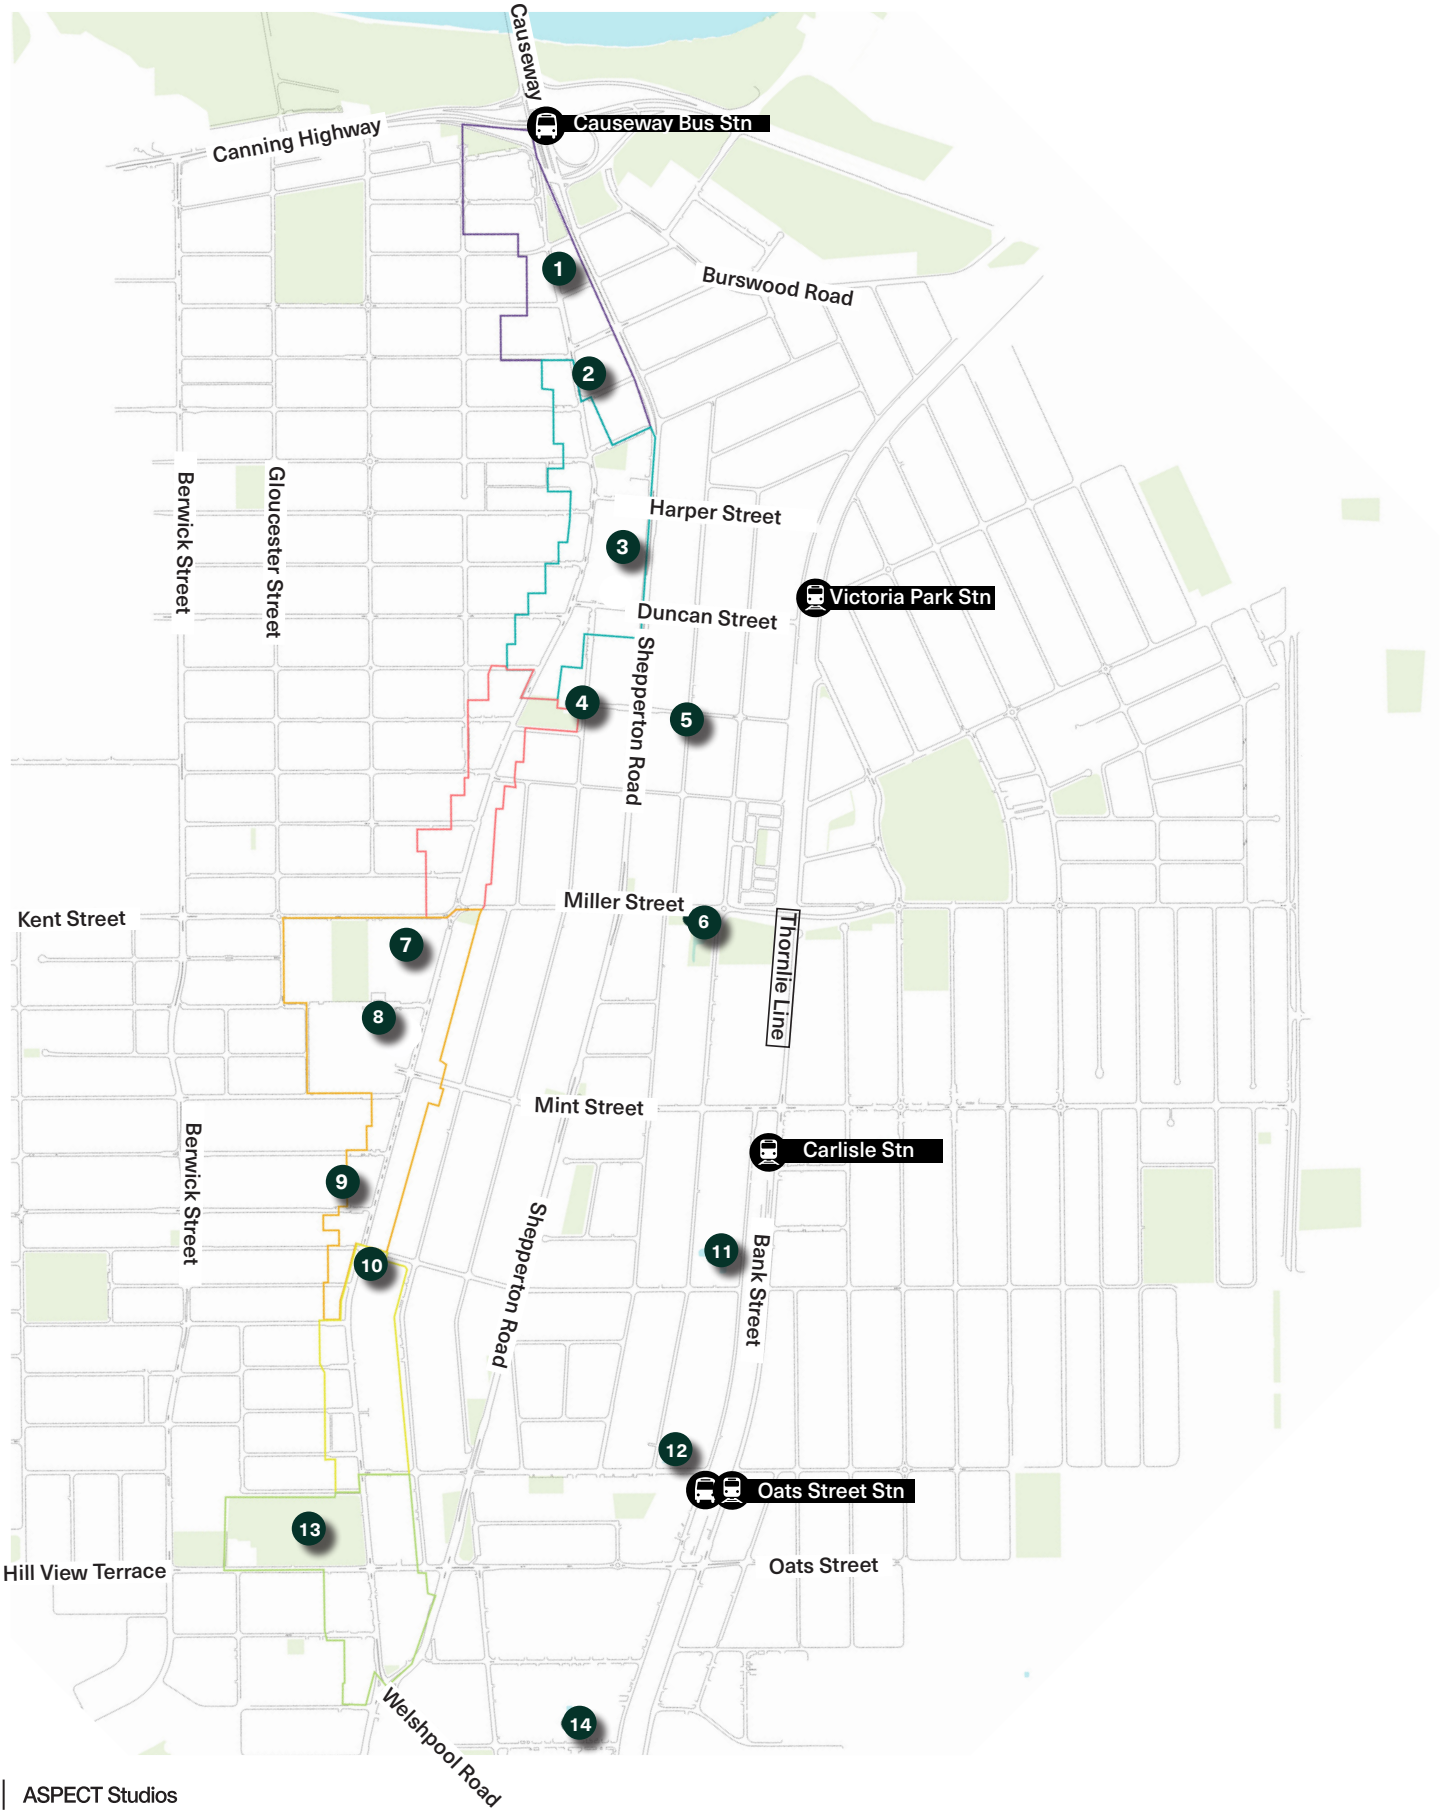 Causeway
Causeway Bus Stn
Canning Highway
1
Burswood Road
2
Berwick Street
Gloucester Street
Harper Street
3
Victoria Park Stn
Duncan Street
Shepperton Road
4
5
Miller Street
Kent Street
6
7
Thornlie Line
8
Mint Street
Carlisle Stn
Berwick Street
9
Shepperton Road
Bank Street
10
11
12
Oats Street Stn
13
Hill View Terrace
Oats Street
Welshpool Road
14
ASPECT Studios